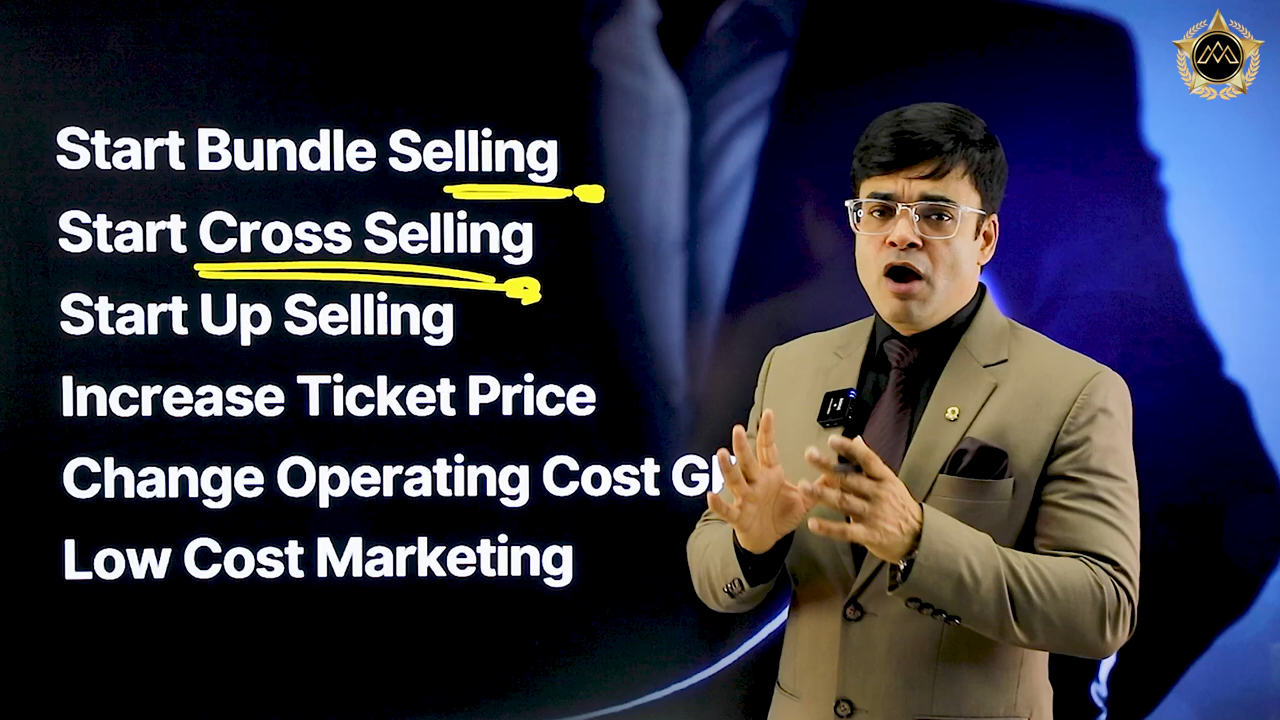 Start Bundle Selling
Start Cross Selling
Start Up Selling
Increase Ticket Price
Change Operating Cost
Low Cost Marketing